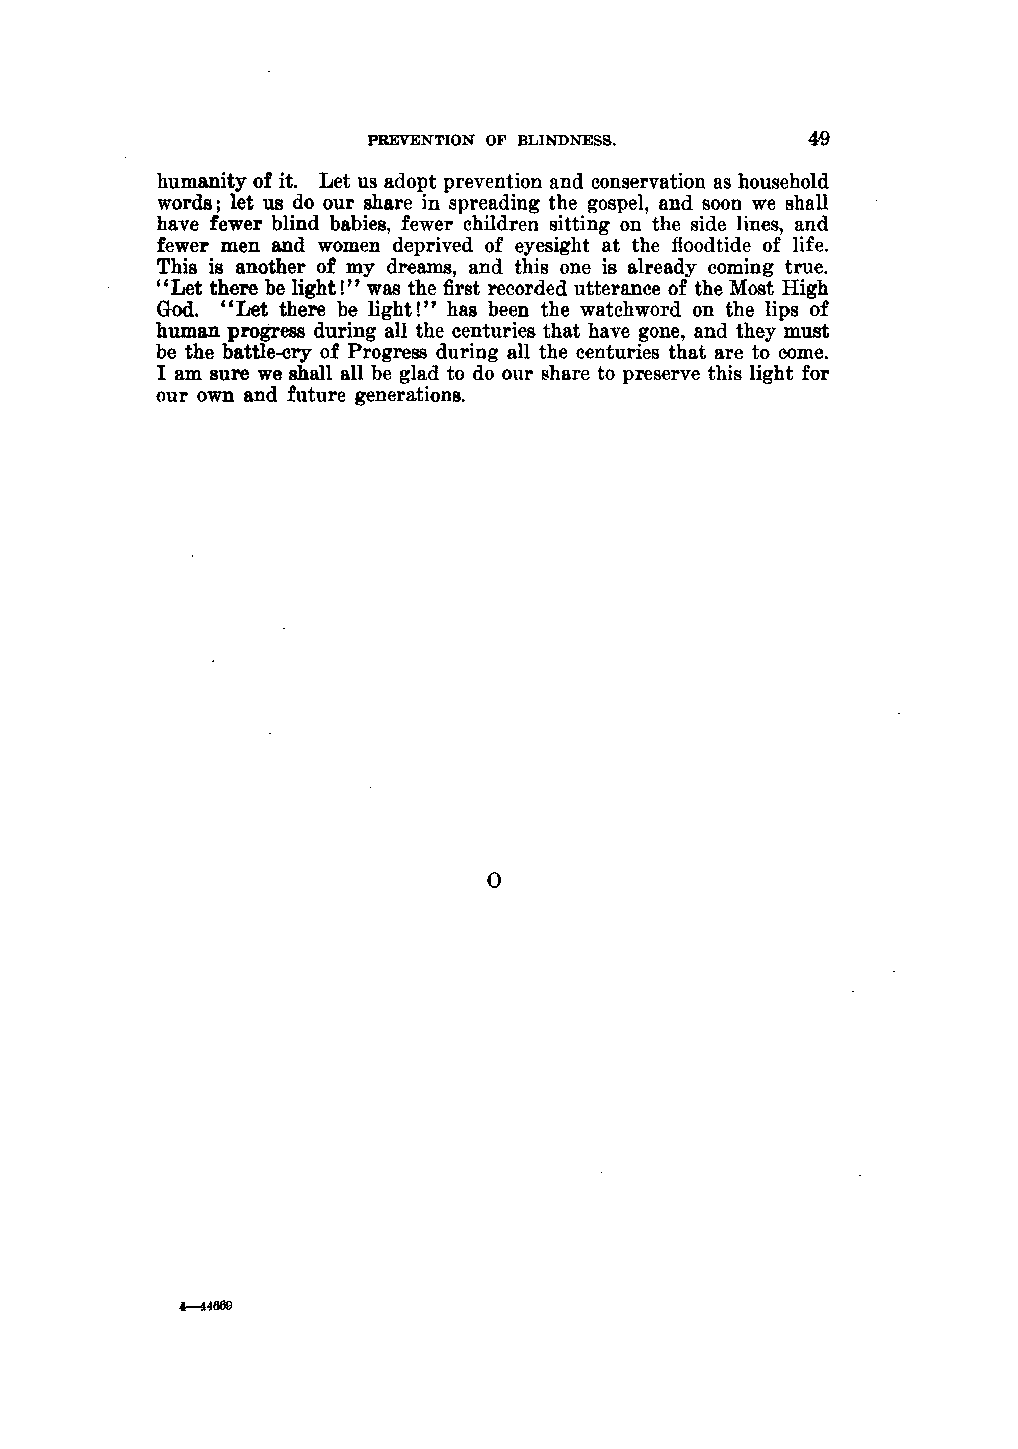 PREVENTION OF BLINDNESS. 49
humanity of it. Let us adopt prevention and conservation as household
words; let us do our share in spreading the gospel, and soon we shall
have fewer blind babies, fewer children sitting on the side lines, and
fewer men and women deprived of eyesight at the floodtide of life.
This is another of my dreams, and this one is already coming true.
"Let there be light!" was the first recorded utterance of the Most High
God. "Let there be light!" has been the watchword on the lips of
human progress during all the centuries that have gone, and they must
be the battle-cry of Progress during all the centuries that are to come.
I am sure we shall all be glad to do our share to preserve this light for
our own and future generations.
O
4—44669